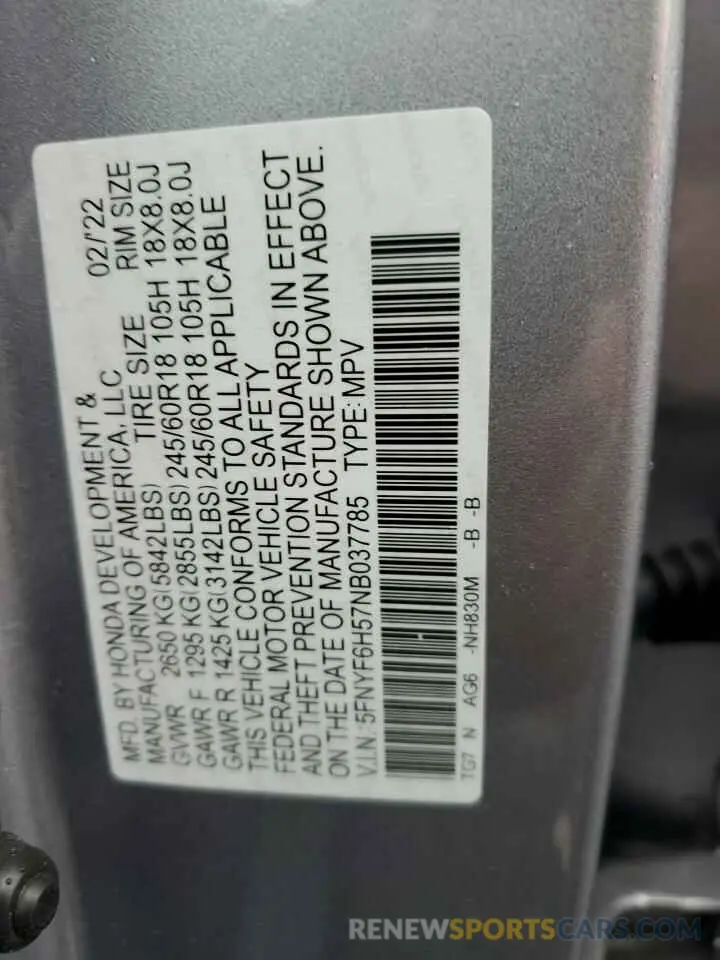 MFD. BY HONDA DEVELOPMENT & 02/'22
MANUFACTURING OF AMERICA, LLC TIRE SIZE RIM SIZE
GVWR 2650 KG(5842LBS)
GAWR F 1295 KG(2855LBS) 245/60R18 105H 18X8.0J
GAWR R 1425 KG(3142LBS) 245/60R18 105H 18X8.0J
THIS VEHICLE CONFORMS TO ALL APPLICABLE
FEDERAL MOTOR VEHICLE SAFETY
AND THEFT PREVENTION STANDARDS IN EFFECT
ON THE DATE OF MANUFACTURE SHOWN ABOVE.
V.I.N.:5FNYF6H57NB037785 TYPE:MPV
TG7 N AG6 -NH830M -B -B
RENEWSPORTSCARS.COM